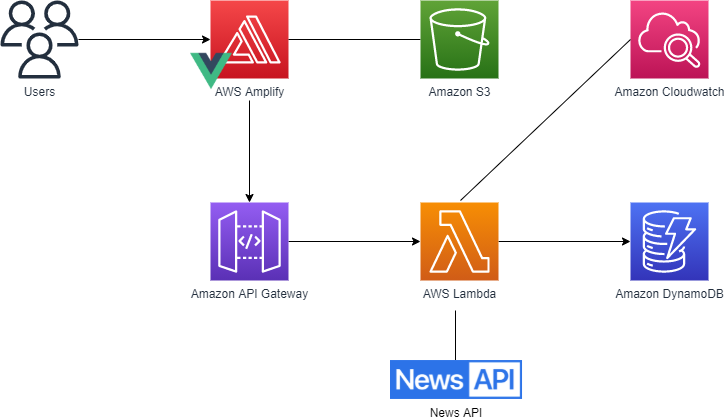 Users
AWS Amplify
Amazon S3
Amazon Cloudwatch
</>
Amazon API Gateway
AWS Lambda
Amazon DynamoDB
News API
News API